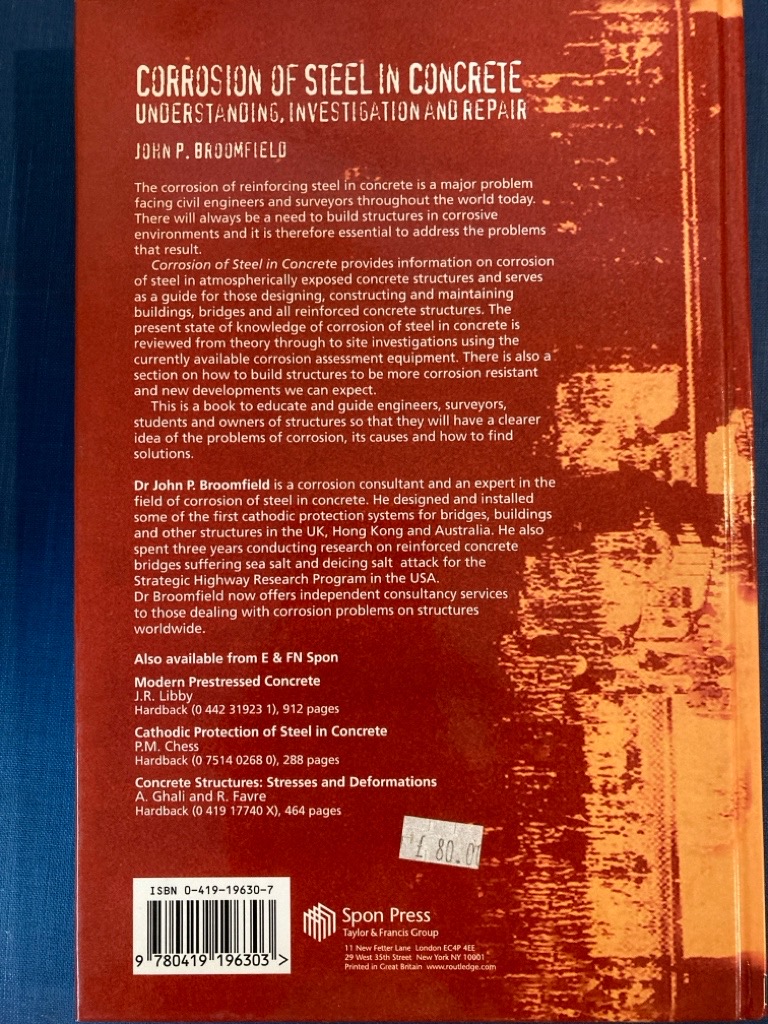 CORROSION OF STEEL IN CONCRETE
UNDERSTANDING, INVESTIGATION AND REPAIR
JOHN P. BROOMFIELD
The corrosion of reinforcing steel in concrete is a major problem
facing civil engineers and surveyors throughout the world today.
There will always be a need to build structures in corrosive
environments and it is therefore essential to address the problems
that result.
Corrosion of Steel in Concrete provides information on corrosion
of steel in atmospherically exposed concrete structures and serves
as a guide for those designing, constructing and maintaining
buildings, bridges and all reinforced concrete structures. The
present state of knowledge of corrosion of steel in concrete is
reviewed from theory through to site investigations using the
currently available corrosion assessment equipment. There is also a
section on how to build structures to be more corrosion resistant
and new developments we can expect.
This is a book to educate and guide engineers, surveyors,
students and owners of structures so that they will have a clearer
idea of the problems of corrosion, its causes and how to find
solutions.
Dr John P. Broomfield is a corrosion consultant and an expert in the
field of corrosion of steel in concrete. He designed and installed
some of the first cathodic protection systems for bridges, buildings
and other structures in the UK, Hong Kong and Australia. He also
spent three years conducting research on reinforced concrete
bridges suffering sea salt and deicing salt attack for the
Strategic Highway Research Program in the USA.
Dr Broomfield now offers independent consultancy services
to those dealing with corrosion problems on structures
worldwide.
Also available from E & FN Spon
Modern Prestressed Concrete
J.R. Libby
Hardback (0 442 31923 1), 912 pages
Cathodic Protection of Steel in Concrete
P.M. Chess
Hardback (0 7514 0268 0), 288 pages
Concrete Structures: Stresses and Deformations
A. Ghali and R. Favre
Hardback (0 419 17740 X), 464 pages
£ 80.00
ISBN 0-419-19630-7
9 780419 196303 >
Spon Press
Taylor & Francis Group
11 New Fetter Lane London EC4P 4EE
29 West 35th Street New York NY 10001
Printed in Great Britain www.routledge.com